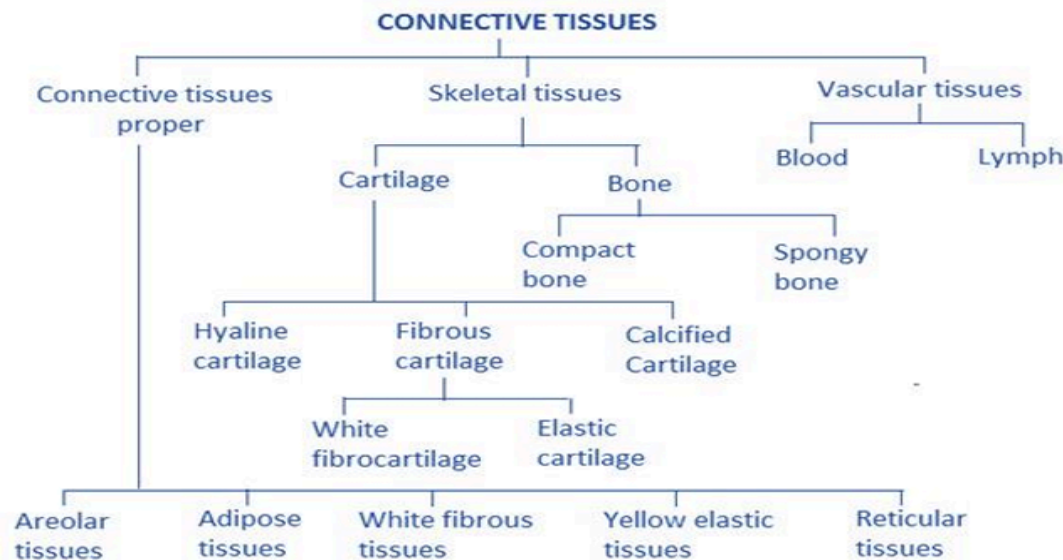 CONNECTIVE TISSUES
Connective tissues
proper
Skeletal tissues
Vascular tissues
Blood
Lymph
Cartilage
Bone
Compact
bone
Spongy
bone
Hyaline
cartilage
Fibrous
cartilage
Calcified
Cartilage
White
fibrocartilage
Elastic
cartilage
Areolar
tissues
Adipose
tissues
White fibrous
tissues
Yellow elastic
tissues
Reticular
tissues